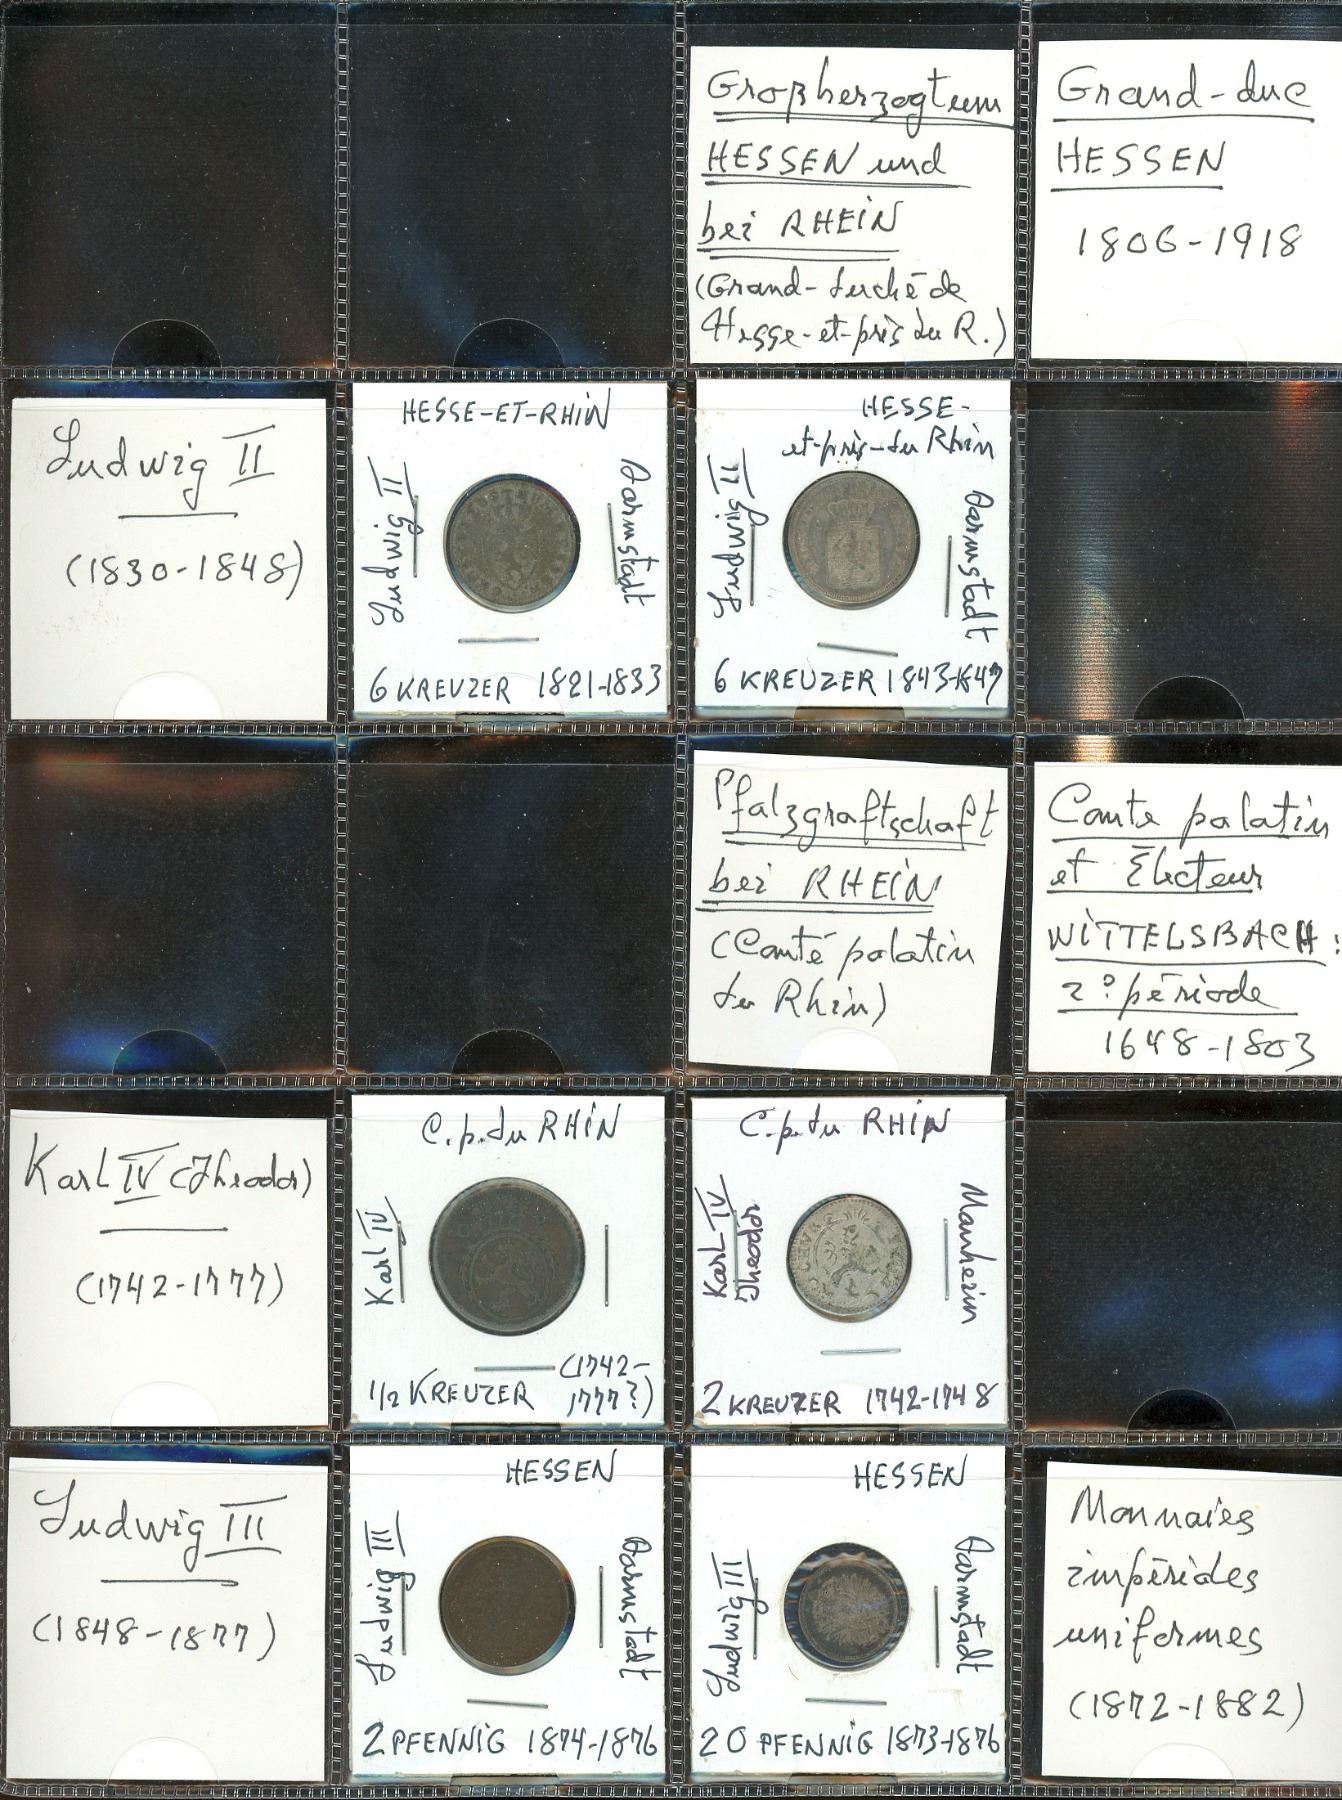 Großherzogtum
HESSEN und
bei RHEIN
(Grand-duché de
Hesse-et-près du R.)
Grand-duc
HESSEN
1806-1918
Ludwig II
(1830-1848)
HESSE-ET-RHIN
Ludwig II
Darmstadt
6 KREUZER 1821-1833
HESSE-
et-près-du Rhin
Ludwig II
Darmstadt
6 KREUZER 1843-1847
Pfalzgraftschaft
bei RHEIN
(Comté palatin
du Rhin)
Comte palatin
et Électeur
WITTELSBACH:
2e période
1648-1803
Karl IV (Theodor)
(1742-1777)
C.p. du RHIN
Karl IV
1/2 KREUZER
(1742-
1777?)
C.p. du RHIN
Karl IV
Theodor
Manheim
2 KREUZER 1742-1748
Ludwig III
(1848-1877)
HESSEN
Ludwig III
Darmstadt
2 PFENNIG 1874-1876
HESSEN
Ludwig III
Darmstadt
20 PFENNIG 1873-1876
Monnaies
impériales
uniformes
(1872-1882)